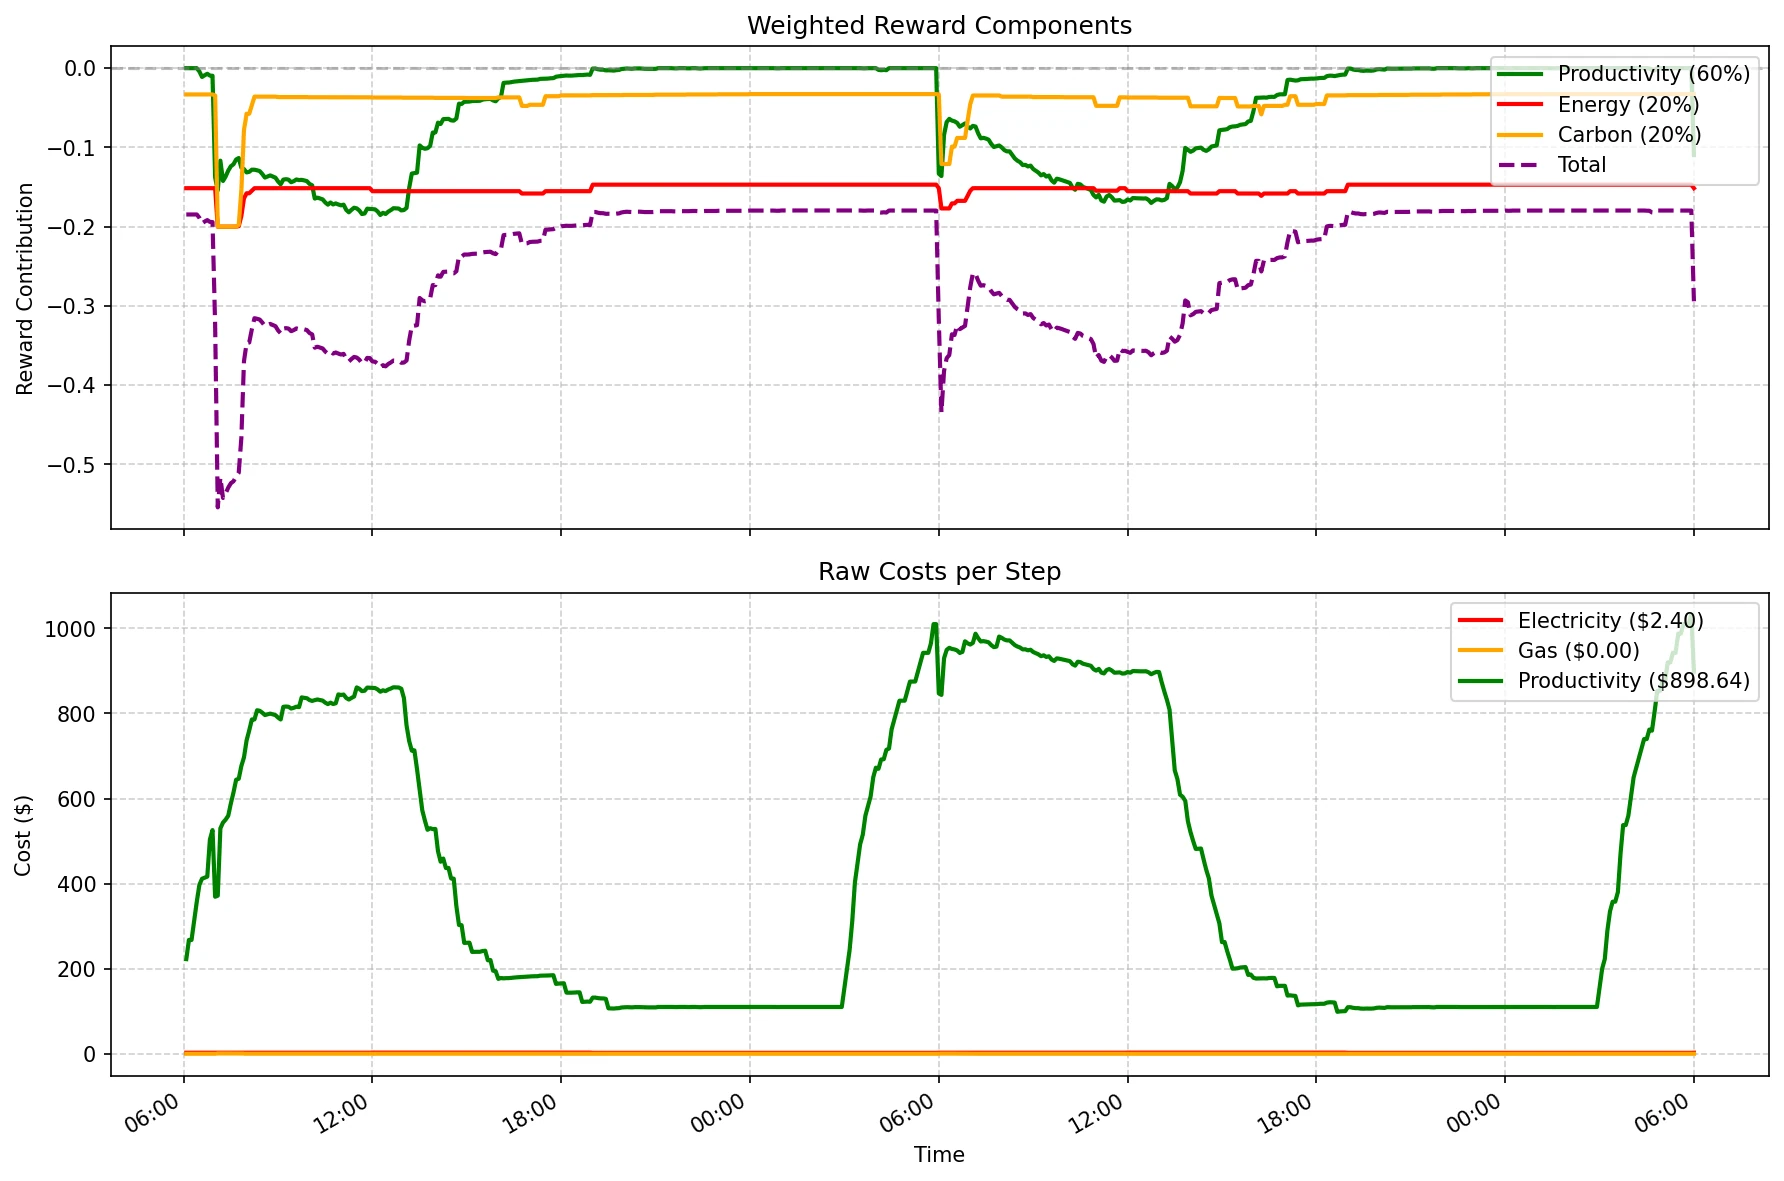 Weighted Reward Components
Reward Contribution
0.0
−0.1
−0.2
−0.3
−0.4
−0.5
Productivity (60%)
Energy (20%)
Carbon (20%)
Total
Raw Costs per Step
Cost ($)
1000
800
600
400
200
0
Electricity ($2.40)
Gas ($0.00)
Productivity ($898.64)
06:00 12:00 18:00 00:00 06:00 12:00 18:00 00:00 06:00
Time